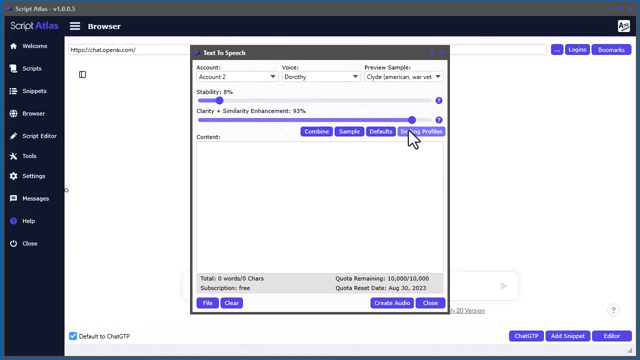 Script Atlas - v1.0.0.5
Script Atlas
Browser
Welcome
Scripts
Snippets
Browser
Script Editor
Tools
Settings
Messages
Help
Close
https://chat.openai.com/
...
Logins
Boomarks
Text To Speech
Account:
Voice:
Preview Sample:
Account 2
Dorothy
Clyde (american, war vet
Stability: 8%
?
Clarity + Similarity Enhancement: 93%
?
Combine
Sample
Defaults
Profiles
Content:
Total: 0 words/0 Chars
Quota Remaining: 10,000/10,000
Subscription: free
Quota Reset Date: Aug 30, 2023
File
Clear
Create Audio
Close
20 Version
?
Default to ChatGTP
ChatGTP
Add Snippet
Editor